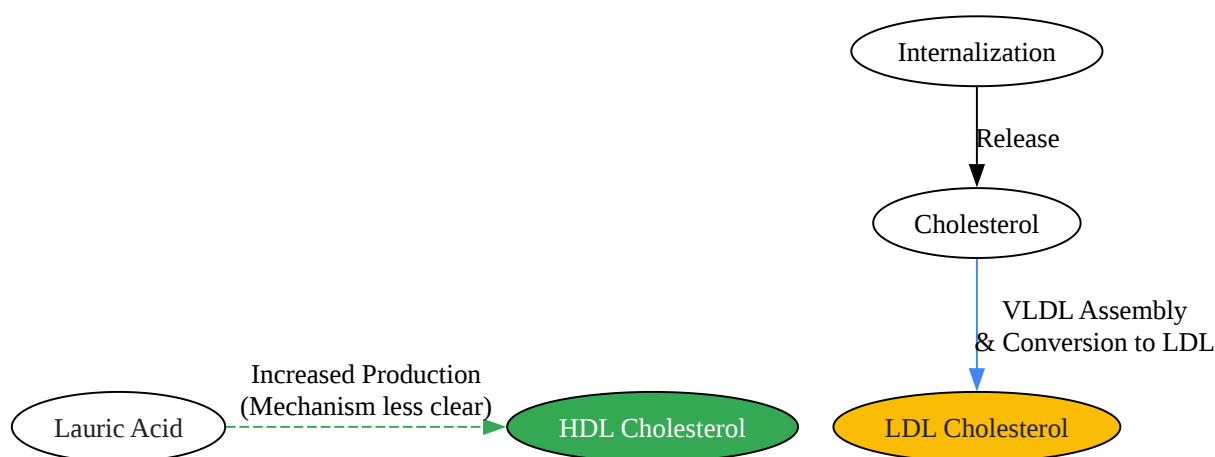 Internalization
Release
Cholesterol
VLDL Assembly
& Conversion to LDL
Increased Production
(Mechanism less clear)
Lauric Acid
HDL Cholesterol
LDL Cholesterol